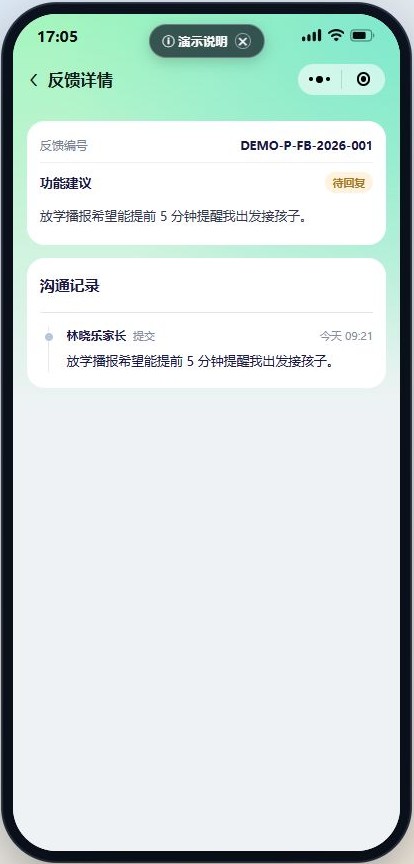 17:05
演示说明
反馈详情
反馈编号 DEMO-P-FB-2026-001
功能建议 待回复
放学播报希望能提前 5 分钟提醒我出发接孩子。
沟通记录
林晓乐家长 提交 今天 09:21
放学播报希望能提前 5 分钟提醒我出发接孩子。